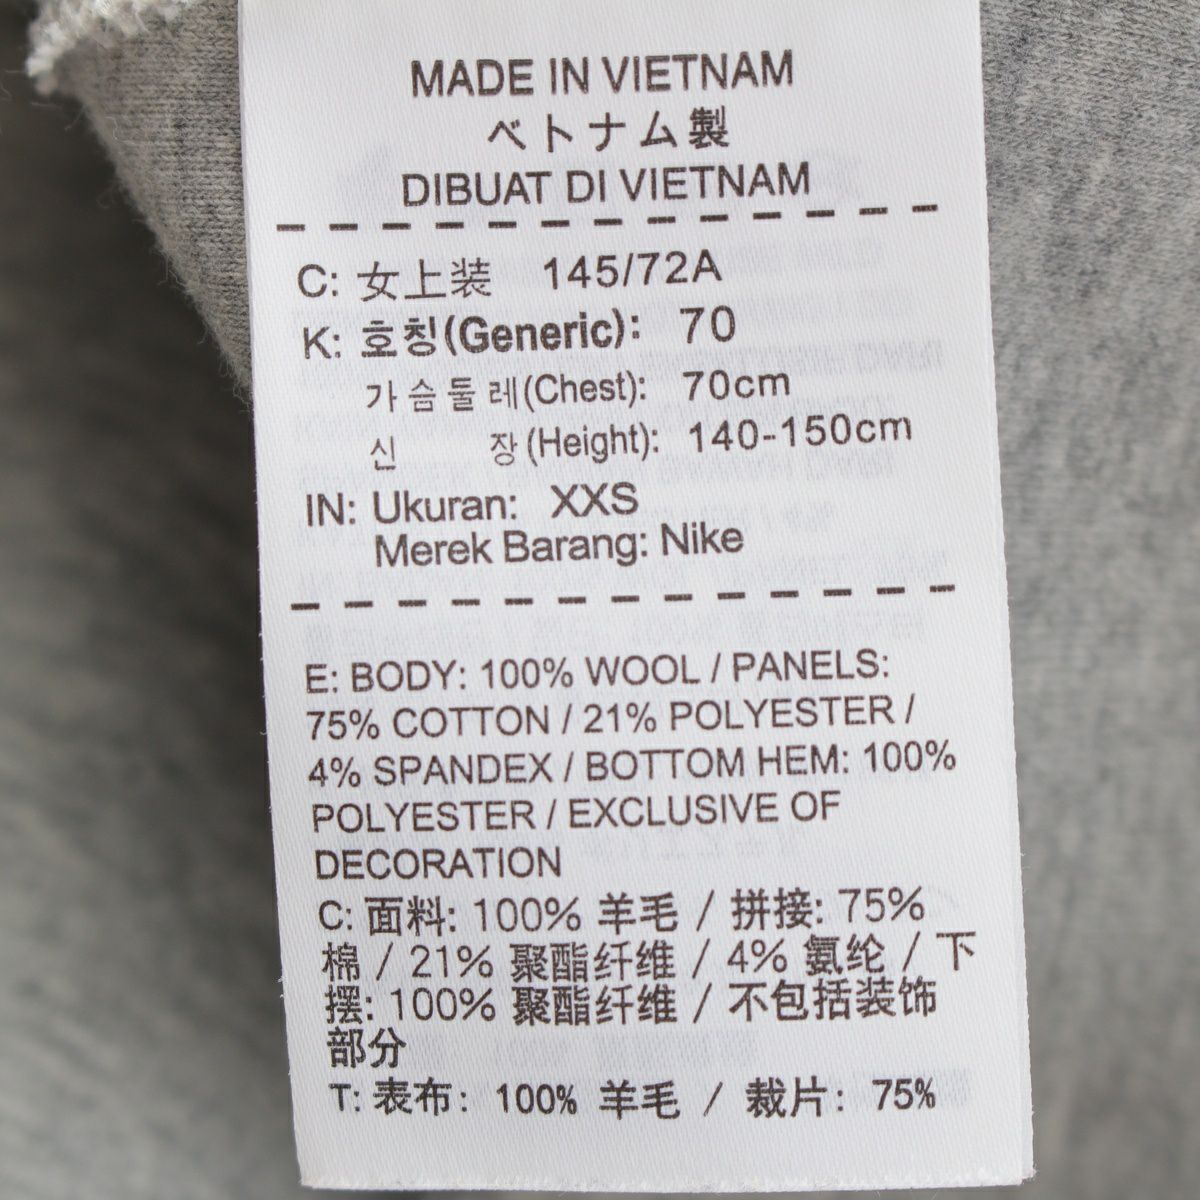 MADE IN VIETNAM
ベトナム製
DIBUAT DI VIETNAM
C: 女上装 145/72A
K: 호칭(Generic): 70
가슴둘레(Chest): 70cm
신 장(Height): 140-150cm
IN: Ukuran: XXS
Merek Barang: Nike
E: BODY: 100% WOOL / PANELS:
75% COTTON / 21% POLYESTER /
4% SPANDEX / BOTTOM HEM: 100%
POLYESTER / EXCLUSIVE OF
DECORATION
C: 面料: 100% 羊毛 / 拼接: 75%
棉 / 21% 聚酯纤维 / 4% 氨纶 / 下
摆: 100% 聚酯纤维 / 不包括装饰
部分
T: 表布: 100% 羊毛 / 裁片: 75%